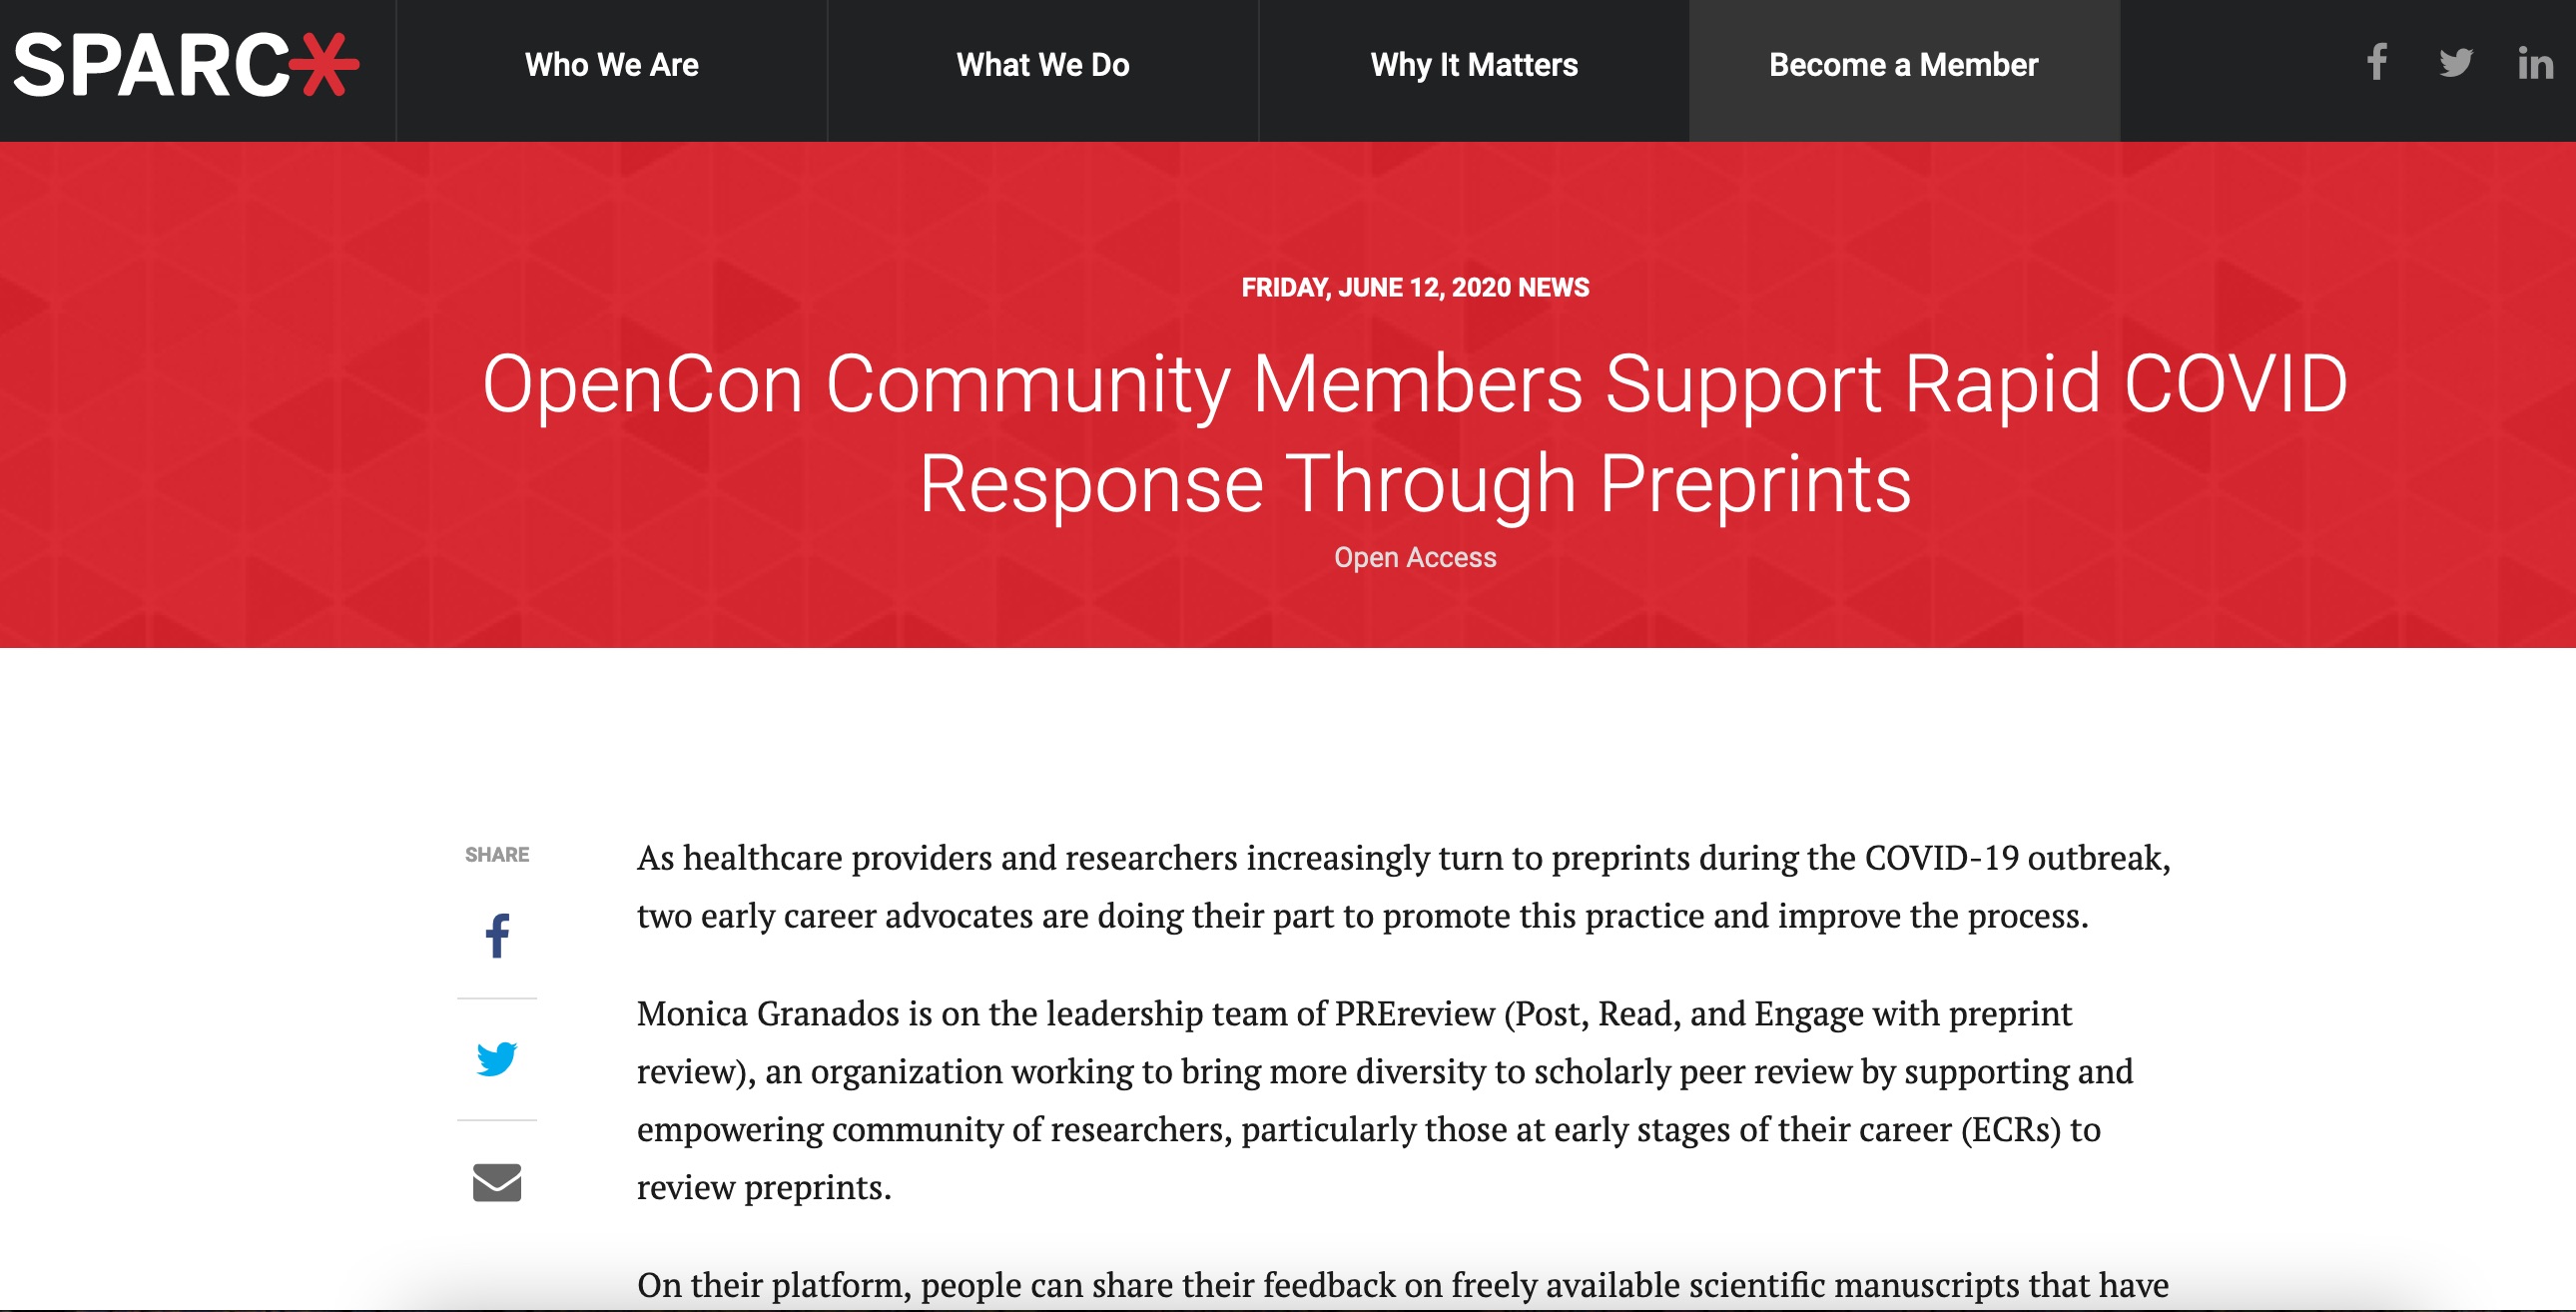 SPARC*
Who We Are
What We Do
Why It Matters
Become a Member
FRIDAY, JUNE 12, 2020 NEWS
OpenCon Community Members Support Rapid COVID
Response Through Preprints
Open Access
SHARE
As healthcare providers and researchers increasingly turn to preprints during the COVID-19 outbreak,
two early career advocates are doing their part to promote this practice and improve the process.
Monica Granados is on the leadership team of PREreview (Post, Read, and Engage with preprint
review), an organization working to bring more diversity to scholarly peer review by supporting and
empowering community of researchers, particularly those at early stages of their career (ECRs) to
review preprints.
On their platform, people can share their feedback on freely available scientific manuscripts that have